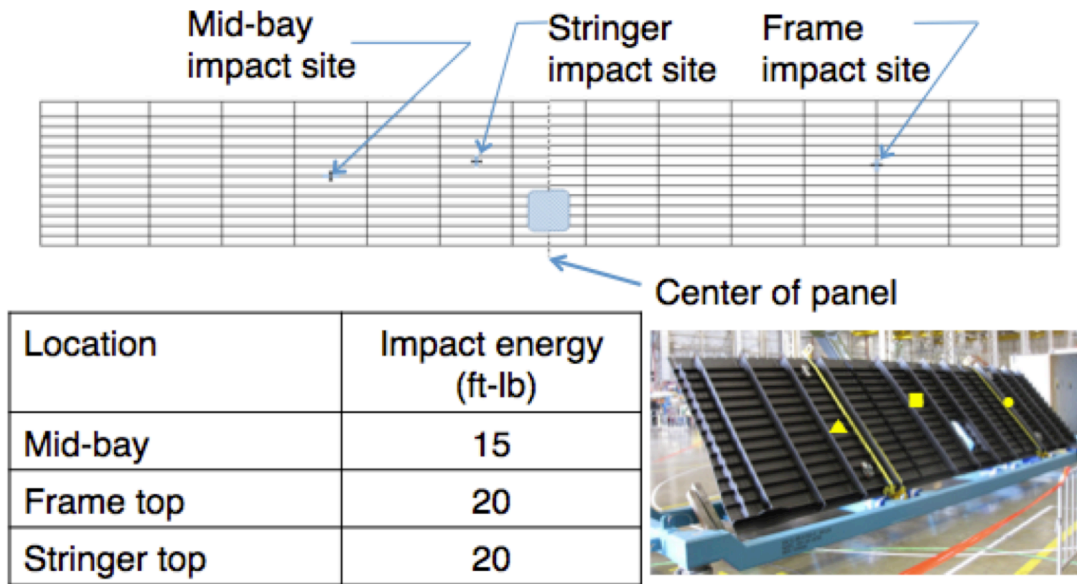 Mid-bay
impact site
Stringer
impact site
Frame
impact site
Center of panel
Location
Impact energy
(ft-lb)
Mid-bay
15
Frame top
20
Stringer top
20